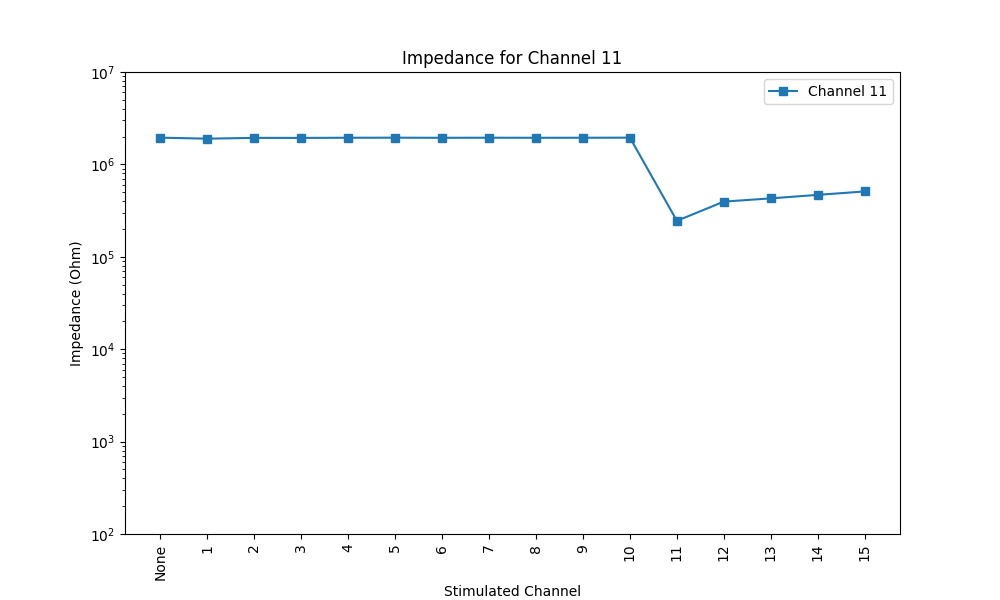 Impedance for Channel 11
Channel 11
Impedance (Ohm)
10^7
10^6
10^5
10^4
10^3
10^2
None 1 2 3 4 5 6 7 8 9 10 11 12 13 14 15
Stimulated Channel